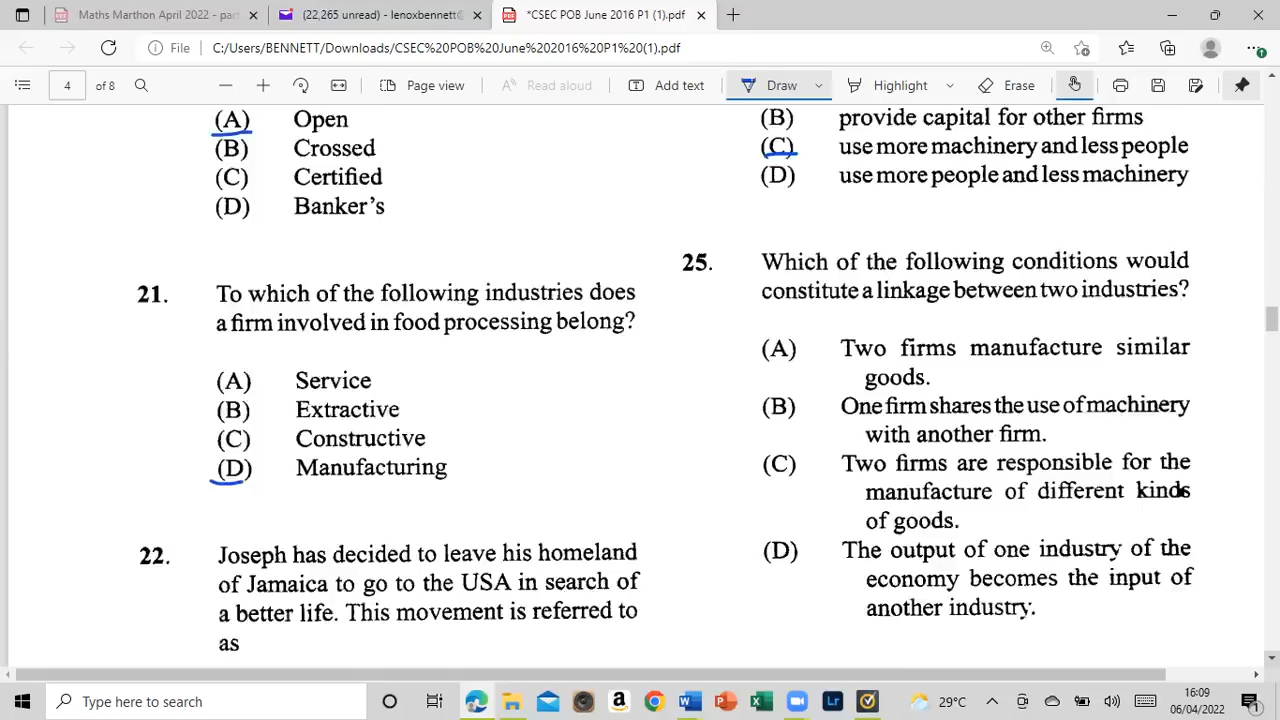 Maths Marthon April 2022 - par
(22,265 unread) - lenoxbennett
*CSEC POB June 2016 P1 (1).pdf
File
C:/Users/BENNETT/Downloads/CSEC%20POB%20June%202016%20P1%20(1).pdf
4 of 8
Page view
Read aloud
Add text
Draw
Highlight
Erase
(A) Open
(B) Crossed
(C) Certified
(D) Banker's
21. To which of the following industries does
a firm involved in food processing belong?
(A) Service
(B) Extractive
(C) Constructive
(D) Manufacturing
22. Joseph has decided to leave his homeland
of Jamaica to go to the USA in search of
a better life. This movement is referred to
as
(B) provide capital for other firms
(C) use more machinery and less people
(D) use more people and less machinery
25. Which of the following conditions would
constitute a linkage between two industries?
(A) Two firms manufacture similar
goods.
(B) One firm shares the use of machinery
with another firm.
(C) Two firms are responsible for the
manufacture of different kinds
of goods.
(D) The output of one industry of the
economy becomes the input of
another industry.
Type here to search
29°C
16:09
06/04/2022